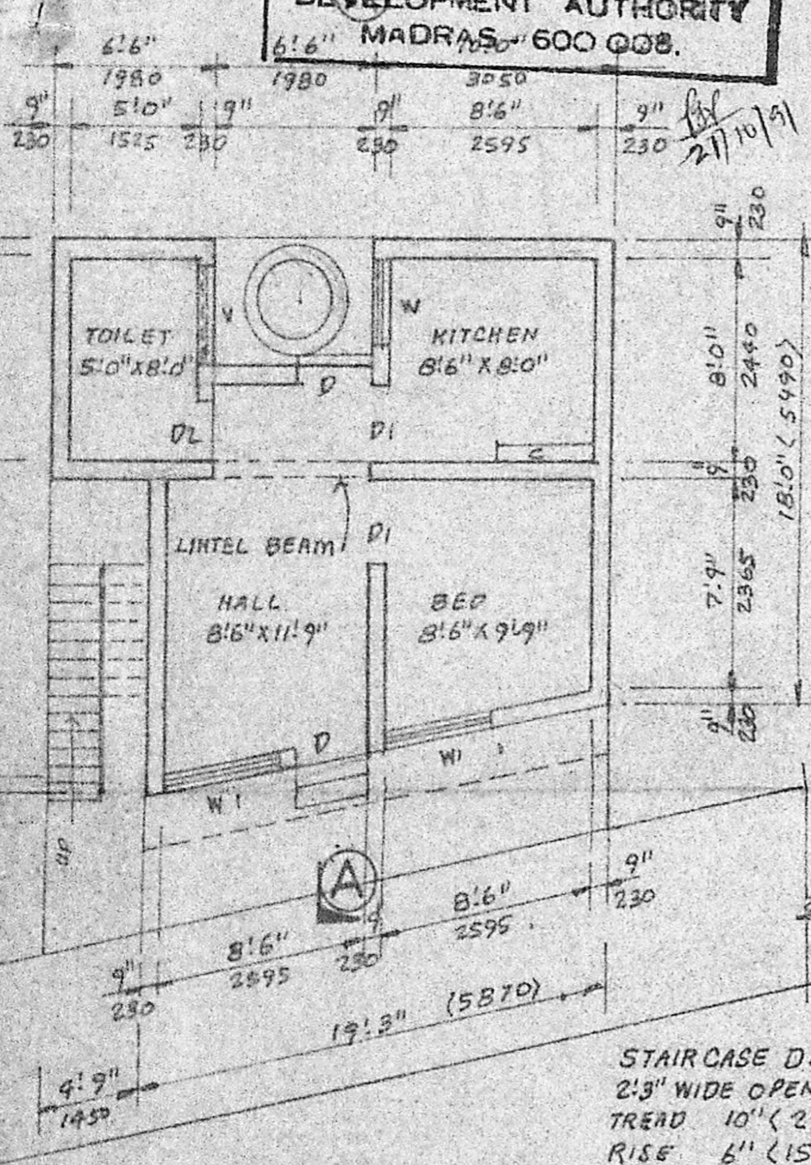 DEVELOPMENT AUTHORITY
MADRAS-600 008.
6'6" 6'6"
1980 1980 3050
9" 5'0" 9" 9" 8'6" 9"
230 1525 230 230 2595 230
21/10/91
9"
230
TOILET
5'0"X8'0"
V
W
KITCHEN
8'6"X8'0"
8'0"
2440
D
D2
D1
C
9"
230
18'0" (5490)
LINTEL BEAM
D1
HALL
8'6"X11'9"
BED
8'6"X9'9"
7'9"
2365
9"
230
D
W1
W1
UP
A
9" 8'6" 9" 8'6" 9"
230 2595 230 2595 230
19'3" (5870)
4'9"
1450
STAIRCASE D
2'3" WIDE OPEN
TREAD 10" (2
RISE 6" (15